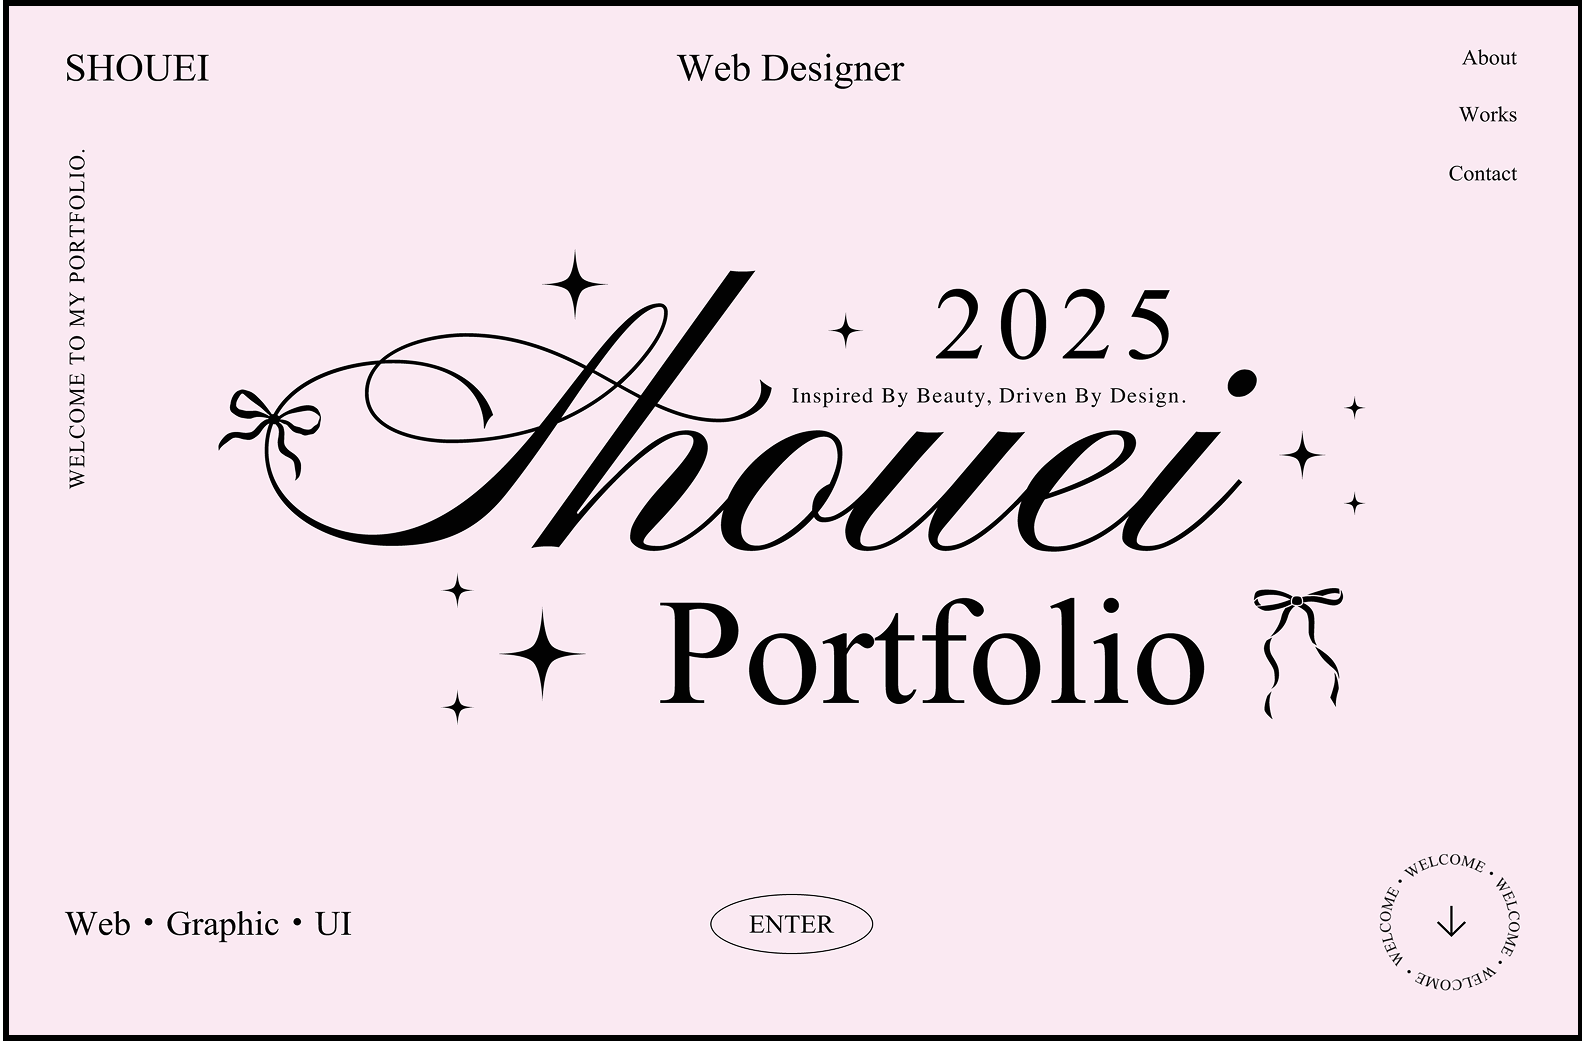 SHOUEI
Web Designer
About
Works
Contact
WELCOME TO MY PORTFOLIO.
2025
Inspired By Beauty, Driven By Design.
Shouei
Portfolio
Web • Graphic • UI
ENTER
WELCOME • WELCOME • WELCOME • WELCOME • WELCOME •